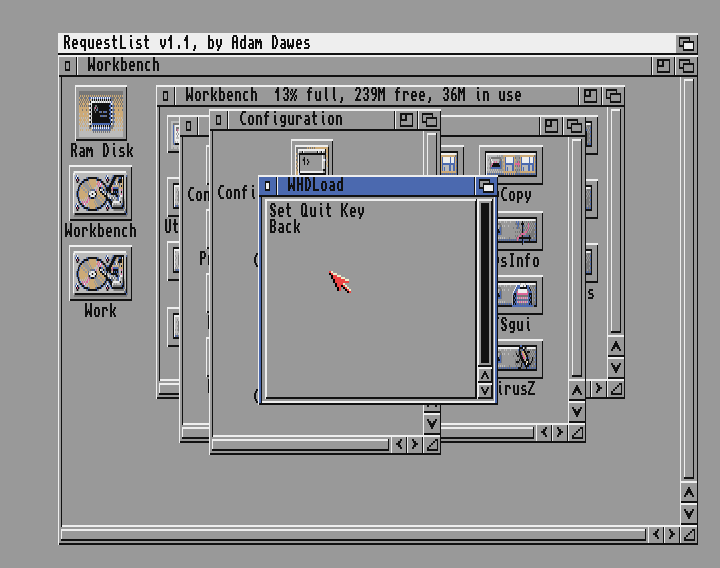 RequestList v1.1, by Adam Dawes
Workbench
Workbench 13% full, 239M free, 36M in use
Configuration
Ram Disk
Workbench
Work
WHDLoad
Set Quit Key
Back
Copy
sInfo
Sgui
irusZ
Confi
Con
Ut
s